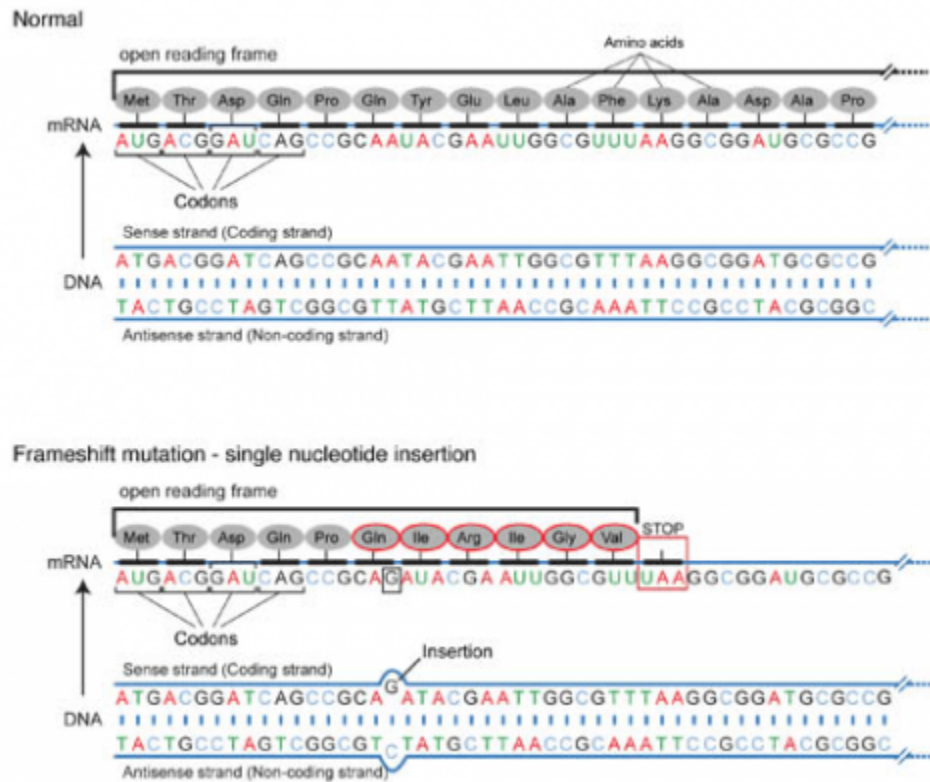 Normal
open reading frame
Amino acids
Met Thr Asp Gln Pro Gln Tyr Glu Leu Ala Phe Lys Ala Asp Ala Pro
mRNA
AUGACGGAUCAGCCGCAAUACGAAUUGGCGUUUAAGGCGGAUGCGCCG
Codons
Sense strand (Coding strand)
ATGACGGATCAGCCGCAATACGAATTGGCGTTTAAGGCGGATGCGCCG
DNA
TACTGCCTAGTCGGCGTTATGCTTAACCGCAAATTCCGCCTACGCGGC
Antisense strand (Non-coding strand)
Frameshift mutation - single nucleotide insertion
open reading frame
Met Thr Asp Gln Pro Gln Ile Arg Ile Gly Val STOP
mRNA
AUGACGGAUCAGCCGCAGAUACGAAUUGGCGUUUAAGGCGGAUGCGCCG
Codons
Insertion
Sense strand (Coding strand)
ATGACGGATCAGCCGCAGATACGAATTGGCGTTTAAGGCGGATGCGCCG
DNA
TACTGCCTAGTCGGCGTCTATGCTTAACCGCAAATTCCGCCTACGCGGC
Antisense strand (Non-coding strand)